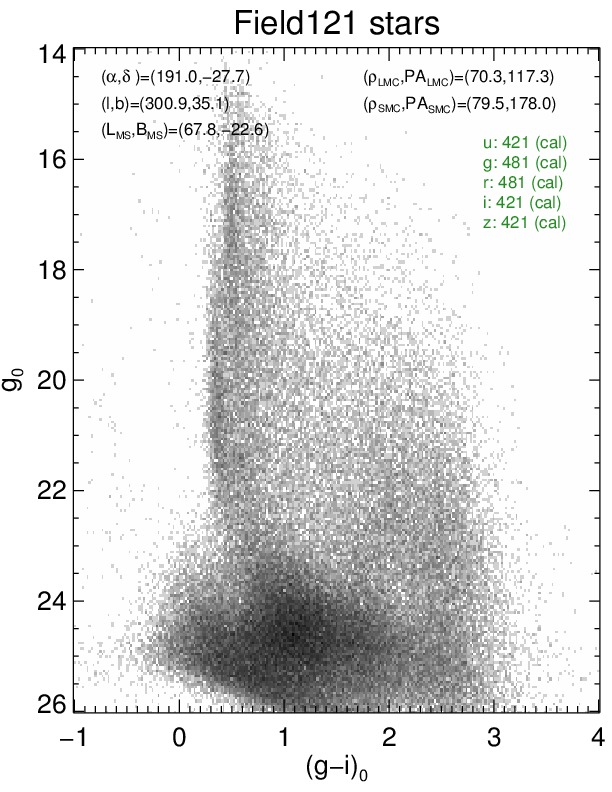 Field121 stars
(α,δ)=(191.0,−27.7) (ρLMC,PALMC)=(70.3,117.3)
(l,b)=(300.9,35.1) (ρSMC,PASMC)=(79.5,178.0)
(LMS,BMS)=(67.8,−22.6)
u: 421 (cal)
g: 481 (cal)
r: 481 (cal)
i: 421 (cal)
z: 421 (cal)
14
16
18
20
22
24
26
g0
−1 0 1 2 3 4
(g−i)0